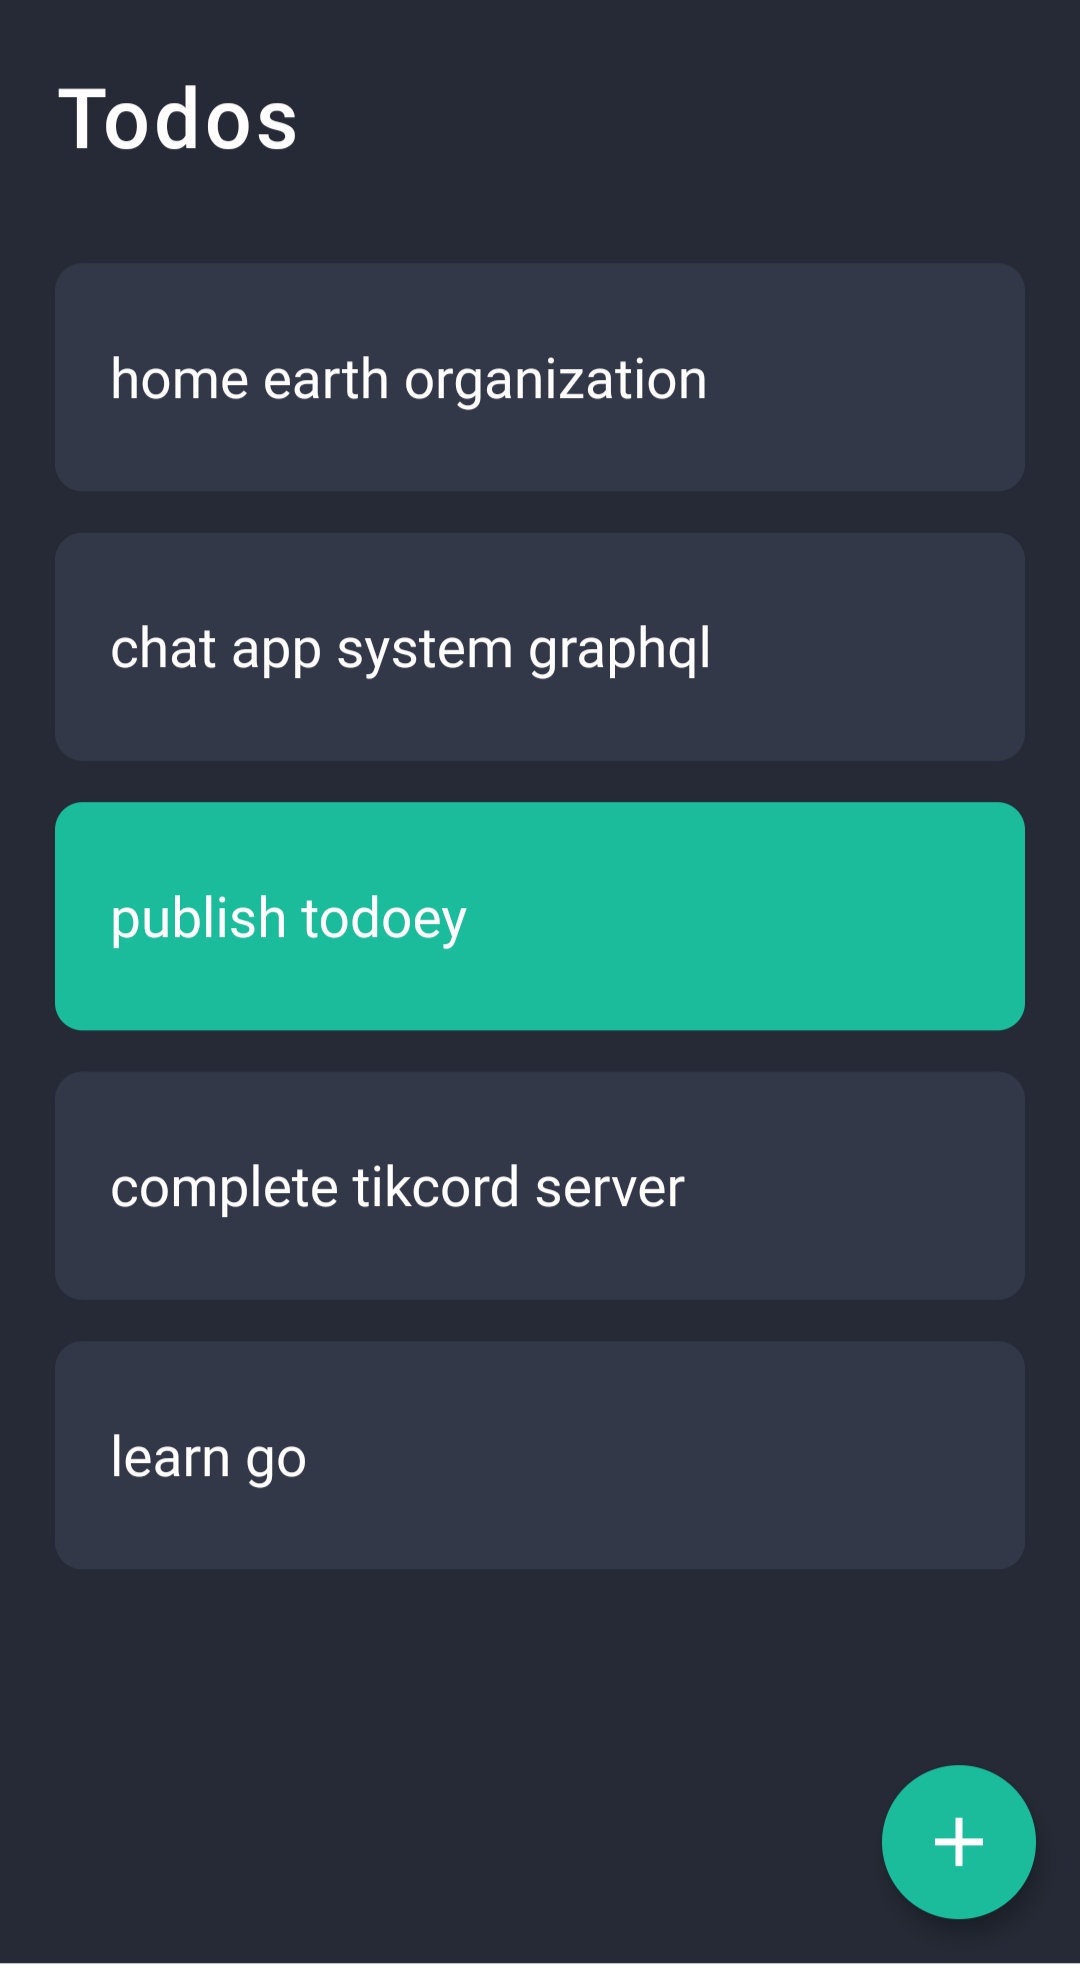 Todos
home earth organization
chat app system graphql
publish todoey
complete tikcord server
learn go